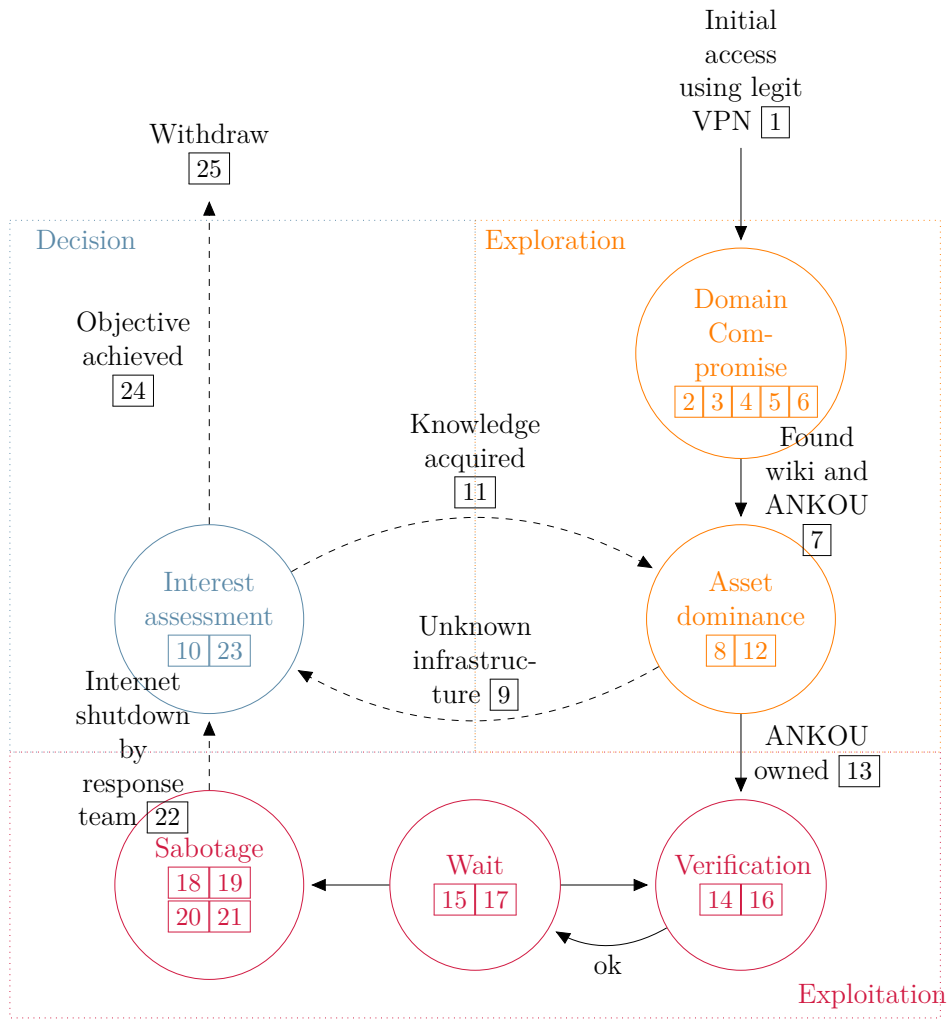 Initial
access
using legit
VPN 1
Withdraw
25
Decision
Exploration
Domain
Com-
promise
2 3 4 5 6
Objective
achieved
24
Knowledge
acquired
11
Found
wiki and
ANKOU
7
Interest
assessment
10 23
Asset
dominance
8 12
Unknown
infrastruc-
ture 9
Internet
shutdown
by
response
team 22
ANKOU
owned 13
Sabotage
18 19
20 21
Wait
15 17
Verification
14 16
ok
Exploitation